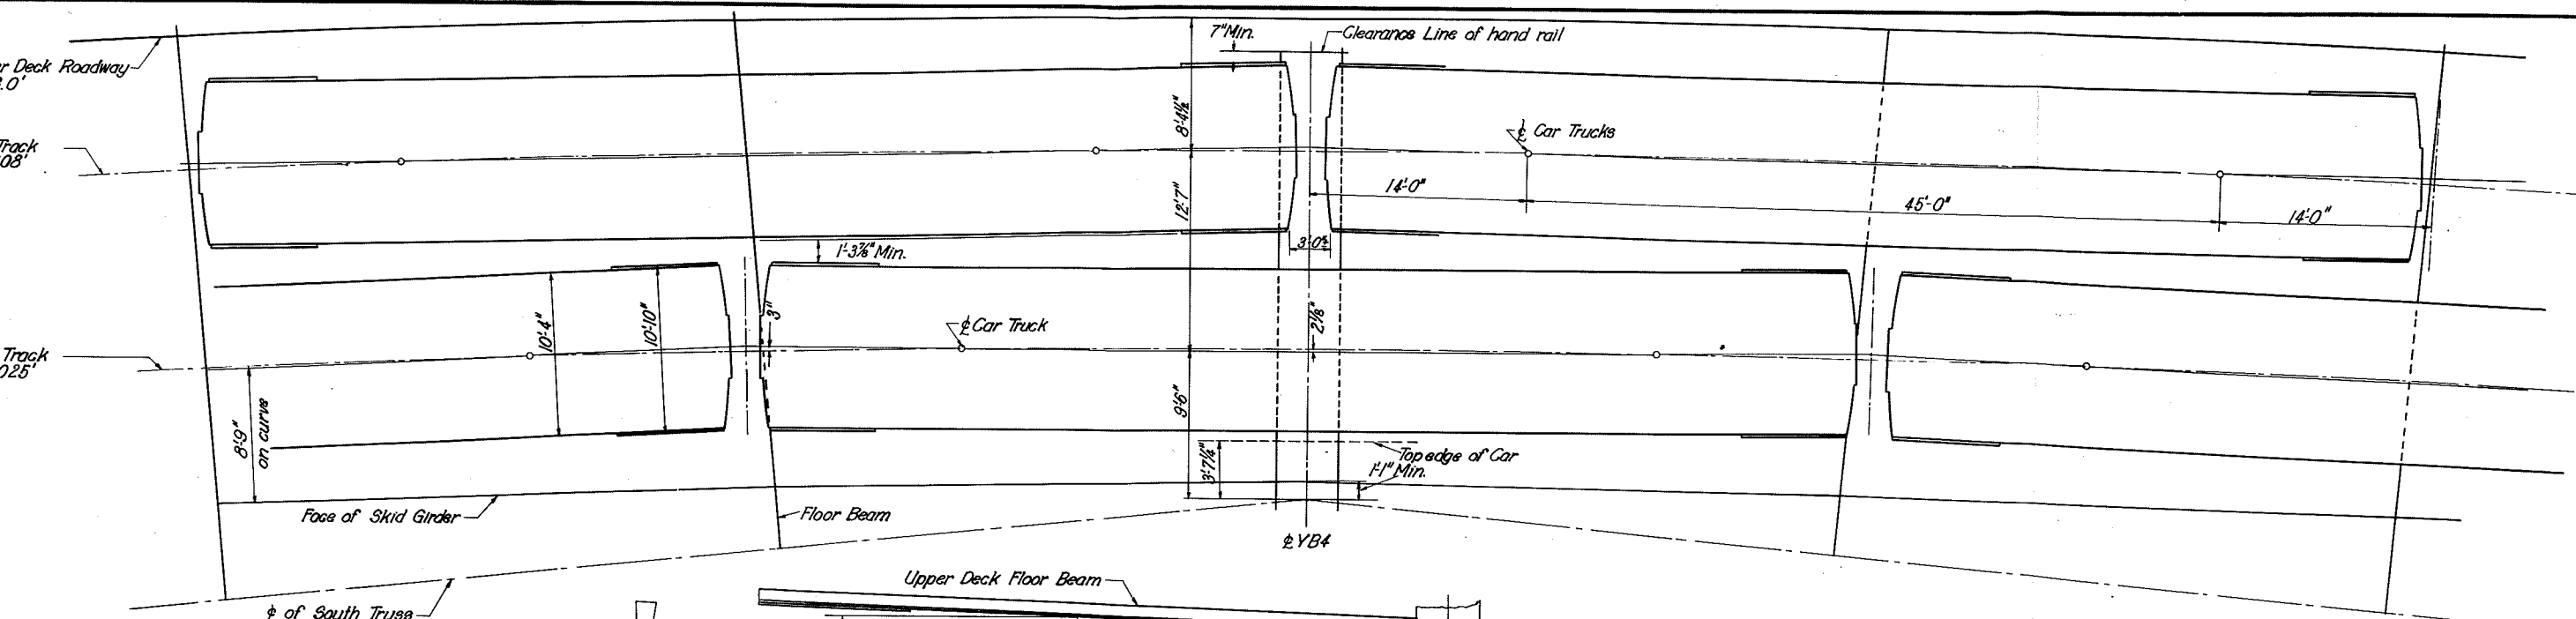 7" Min.
Clearance Line of hand rail
Deck Roadway
.0'
Track
08'
8'-4½"
¢ Car Trucks
14'-0"
45'-0"
14'-0"
12'-7"
1'-3⅞" Min.
3'-0¾"
10'-4"
10'-10"
3"
¢ Car Truck
2⅛"
Track
025'
8'-9"
on curve
9'-6"
3'-7¼"
Top edge of Car
1'-1" Min.
Face of Skid Girder
Floor Beam
¢ YB4
Upper Deck Floor Beam
¢ of South Truss